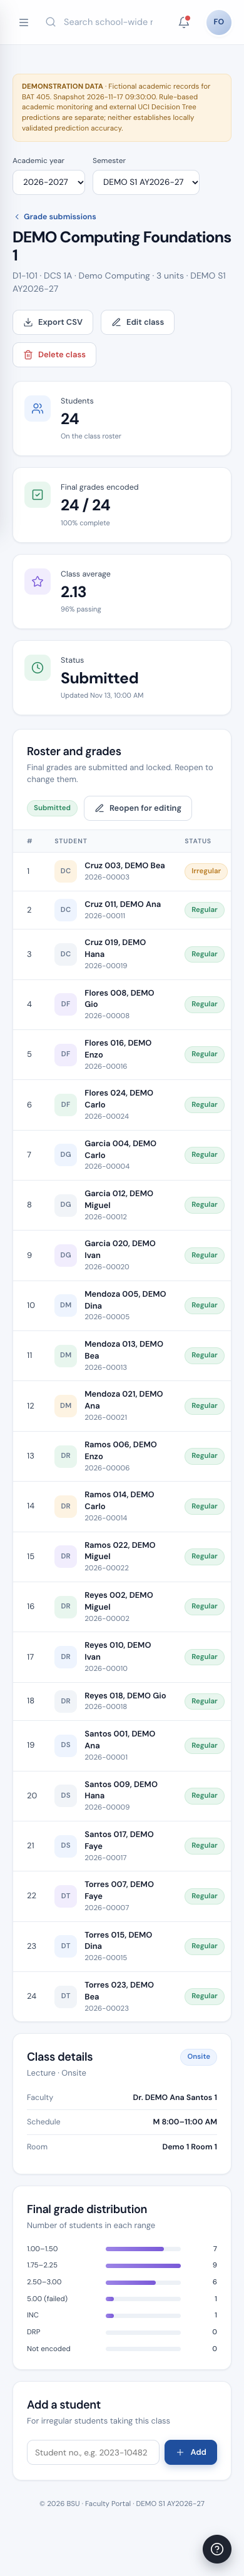 Search school-wide r
FO
DEMONSTRATION DATA · Fictional academic records for
BAT 405. Snapshot 2026-11-17 09:30:00. Rule-based
academic monitoring and external UCI Decision Tree
predictions are separate; neither establishes locally
validated prediction accuracy.
Academic year
Semester
2026-2027
DEMO S1 AY2026-27
Grade submissions
DEMO Computing Foundations
1
D1-101 · DCS 1A · Demo Computing · 3 units · DEMO S1
AY2026-27
Export CSV
Edit class
Delete class
Students
24
On the class roster
Final grades encoded
24 / 24
100% complete
Class average
2.13
96% passing
Status
Submitted
Updated Nov 13, 10:00 AM
Roster and grades
Final grades are submitted and locked. Reopen to
change them.
Submitted
Reopen for editing
# STUDENT STATUS
1 DC Cruz 003, DEMO Bea Irregular
2026-00003
2 DC Cruz 011, DEMO Ana Regular
2026-00011
3 DC Cruz 019, DEMO Regular
Hana
2026-00019
4 DF Flores 008, DEMO Regular
Gio
2026-00008
5 DF Flores 016, DEMO Regular
Enzo
2026-00016
6 DF Flores 024, DEMO Regular
Carlo
2026-00024
7 DG Garcia 004, DEMO Regular
Carlo
2026-00004
8 DG Garcia 012, DEMO Regular
Miguel
2026-00012
9 DG Garcia 020, DEMO Regular
Ivan
2026-00020
10 DM Mendoza 005, DEMO Regular
Dina
2026-00005
11 DM Mendoza 013, DEMO Regular
Bea
2026-00013
12 DM Mendoza 021, DEMO Regular
Ana
2026-00021
13 DR Ramos 006, DEMO Regular
Enzo
2026-00006
14 DR Ramos 014, DEMO Regular
Carlo
2026-00014
15 DR Ramos 022, DEMO Regular
Miguel
2026-00022
16 DR Reyes 002, DEMO Regular
Miguel
2026-00002
17 DR Reyes 010, DEMO Regular
Ivan
2026-00010
18 DR Reyes 018, DEMO Gio Regular
2026-00018
19 DS Santos 001, DEMO Regular
Ana
2026-00001
20 DS Santos 009, DEMO Regular
Hana
2026-00009
21 DS Santos 017, DEMO Regular
Faye
2026-00017
22 DT Torres 007, DEMO Regular
Faye
2026-00007
23 DT Torres 015, DEMO Regular
Dina
2026-00015
24 DT Torres 023, DEMO Regular
Bea
2026-00023
Class details
Onsite
Lecture · Onsite
Faculty Dr. DEMO Ana Santos 1
Schedule M 8:00–11:00 AM
Room Demo 1 Room 1
Final grade distribution
Number of students in each range
1.00–1.50 7
1.75–2.25 9
2.50–3.00 6
5.00 (failed) 1
INC 1
DRP 0
Not encoded 0
Add a student
For irregular students taking this class
Student no., e.g. 2023-10482
Add
© 2026 BSU · Faculty Portal · DEMO S1 AY2026-27